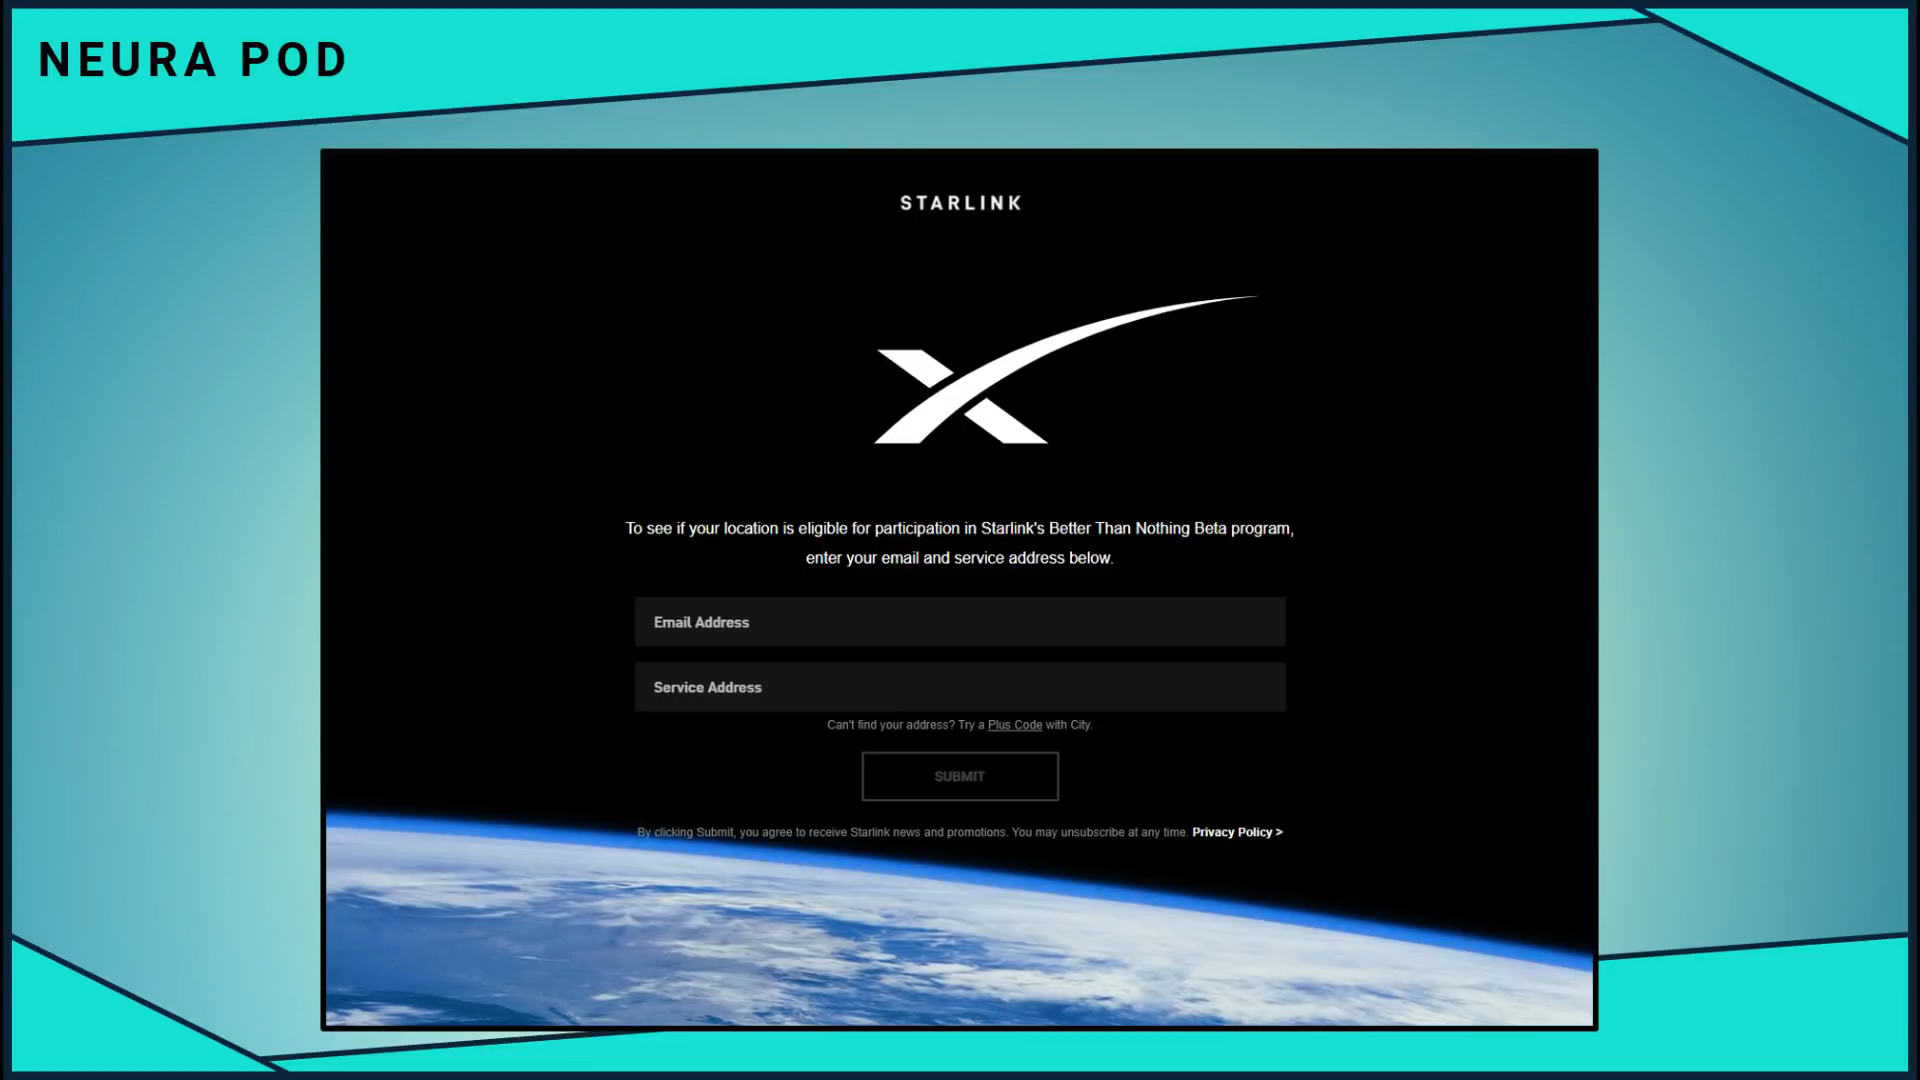 NEURA POD
STARLINK
To see if your location is eligible for participation in Starlink's Better Than Nothing Beta program,
enter your email and service address below.
Email Address
Service Address
Can't find your address? Try a Plus Code with City.
SUBMIT
By clicking Submit, you agree to receive Starlink news and promotions. You may unsubscribe at any time. Privacy Policy >